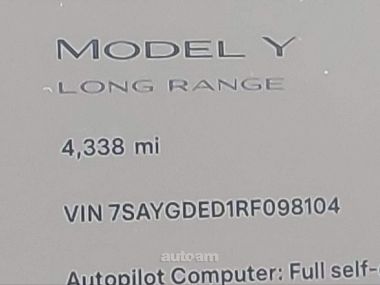 MODEL Y
LONG RANGE
4,338 mi
VIN 7SAYGDED1RF098104
autoam
Autopilot Computer: Full self-